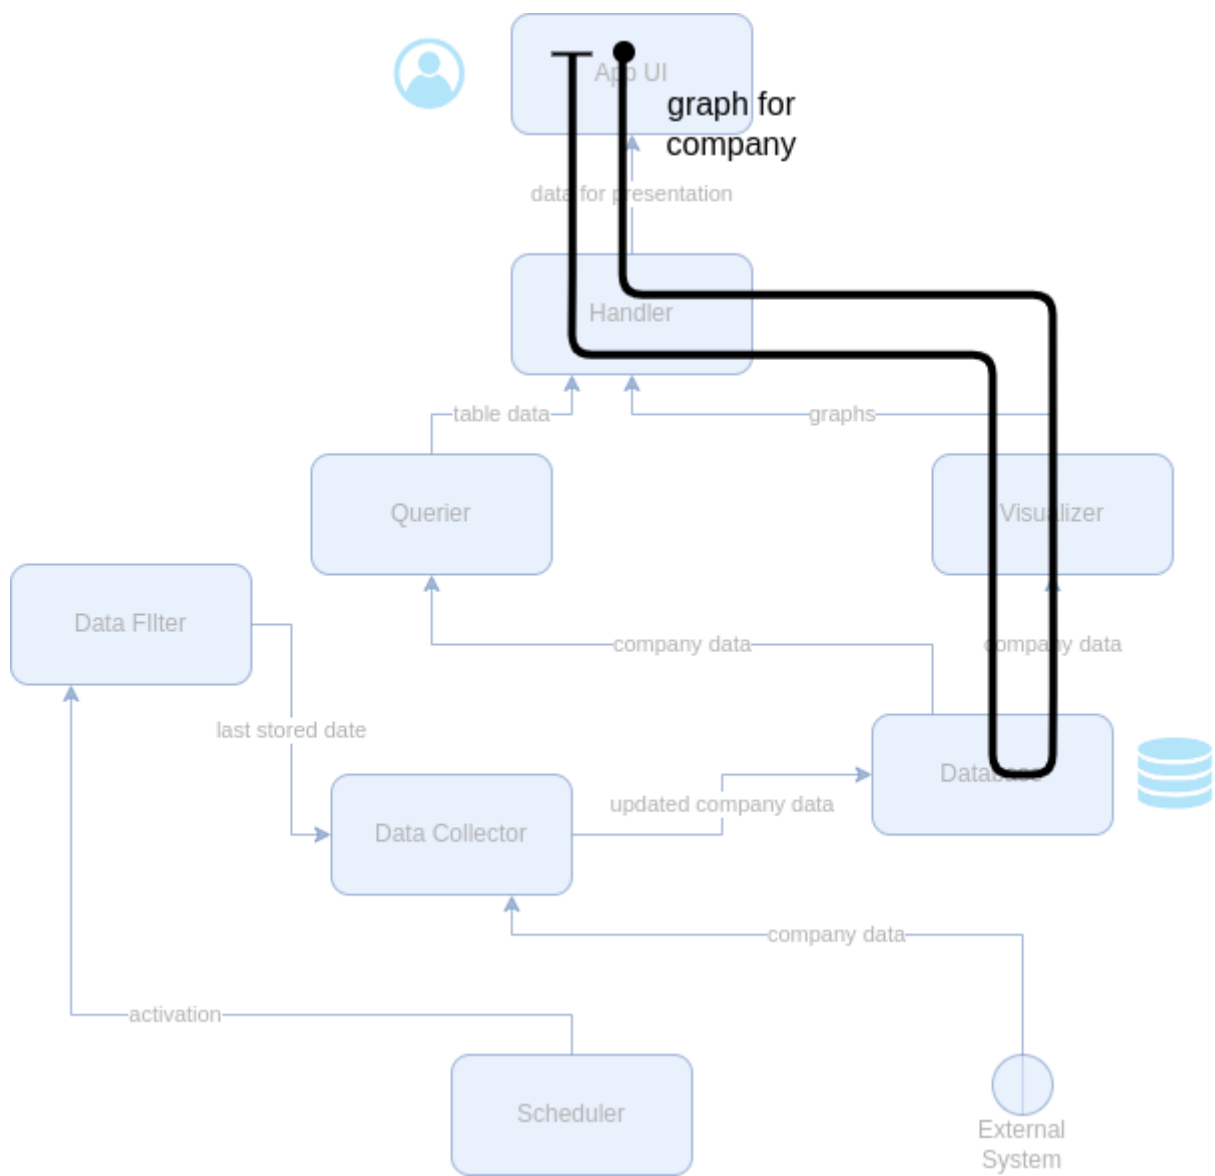 App UI
graph for
company
data for presentation
Handler
table data
graphs
Querier
Visualizer
Data FIlter
company data
company data
last stored date
Database
updated company data
Data Collector
company data
activation
Scheduler
External
System